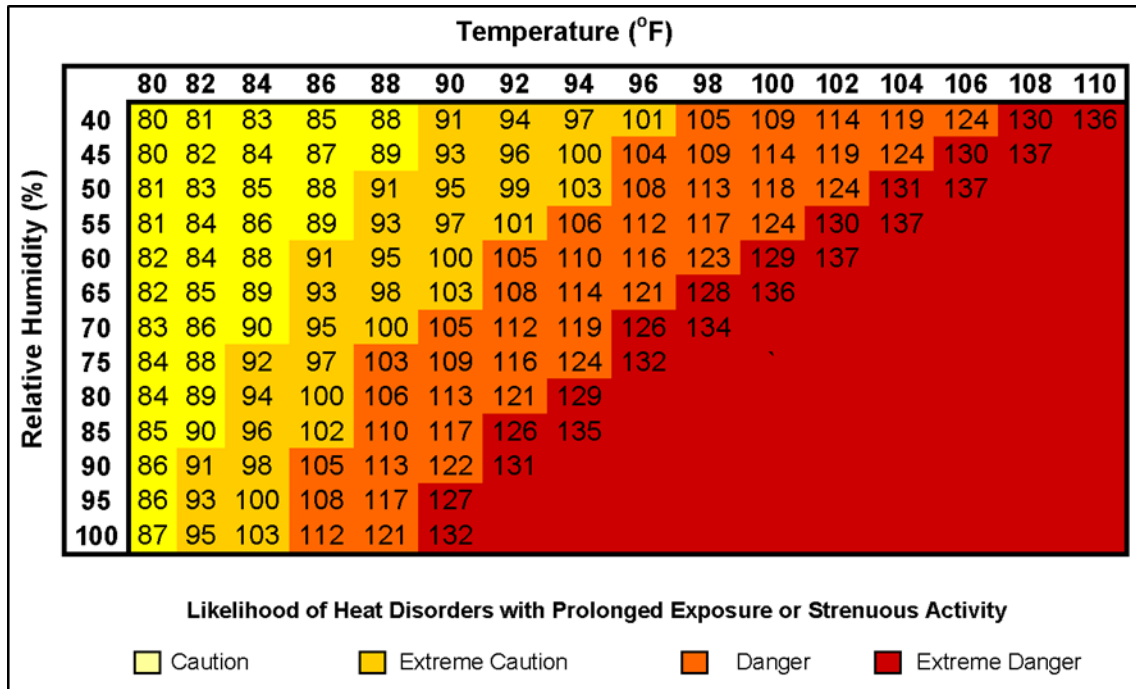 Temperature (°F)
80 82 84 86 88 90 92 94 96 98 100 102 104 106 108 110
Relative Humidity (%)
40 80 81 83 85 88 91 94 97 101 105 109 114 119 124 130 136
45 80 82 84 87 89 93 96 100 104 109 114 119 124 130 137
50 81 83 85 88 91 95 99 103 108 113 118 124 131 137
55 81 84 86 89 93 97 101 106 112 117 124 130 137
60 82 84 88 91 95 100 105 110 116 123 129 137
65 82 85 89 93 98 103 108 114 121 128 136
70 83 86 90 95 100 105 112 119 126 134
75 84 88 92 97 103 109 116 124 132 `
80 84 89 94 100 106 113 121 129
85 85 90 96 102 110 117 126 135
90 86 91 98 105 113 122 131
95 86 93 100 108 117 127
100 87 95 103 112 121 132
Likelihood of Heat Disorders with Prolonged Exposure or Strenuous Activity
Caution Extreme Caution Danger Extreme Danger